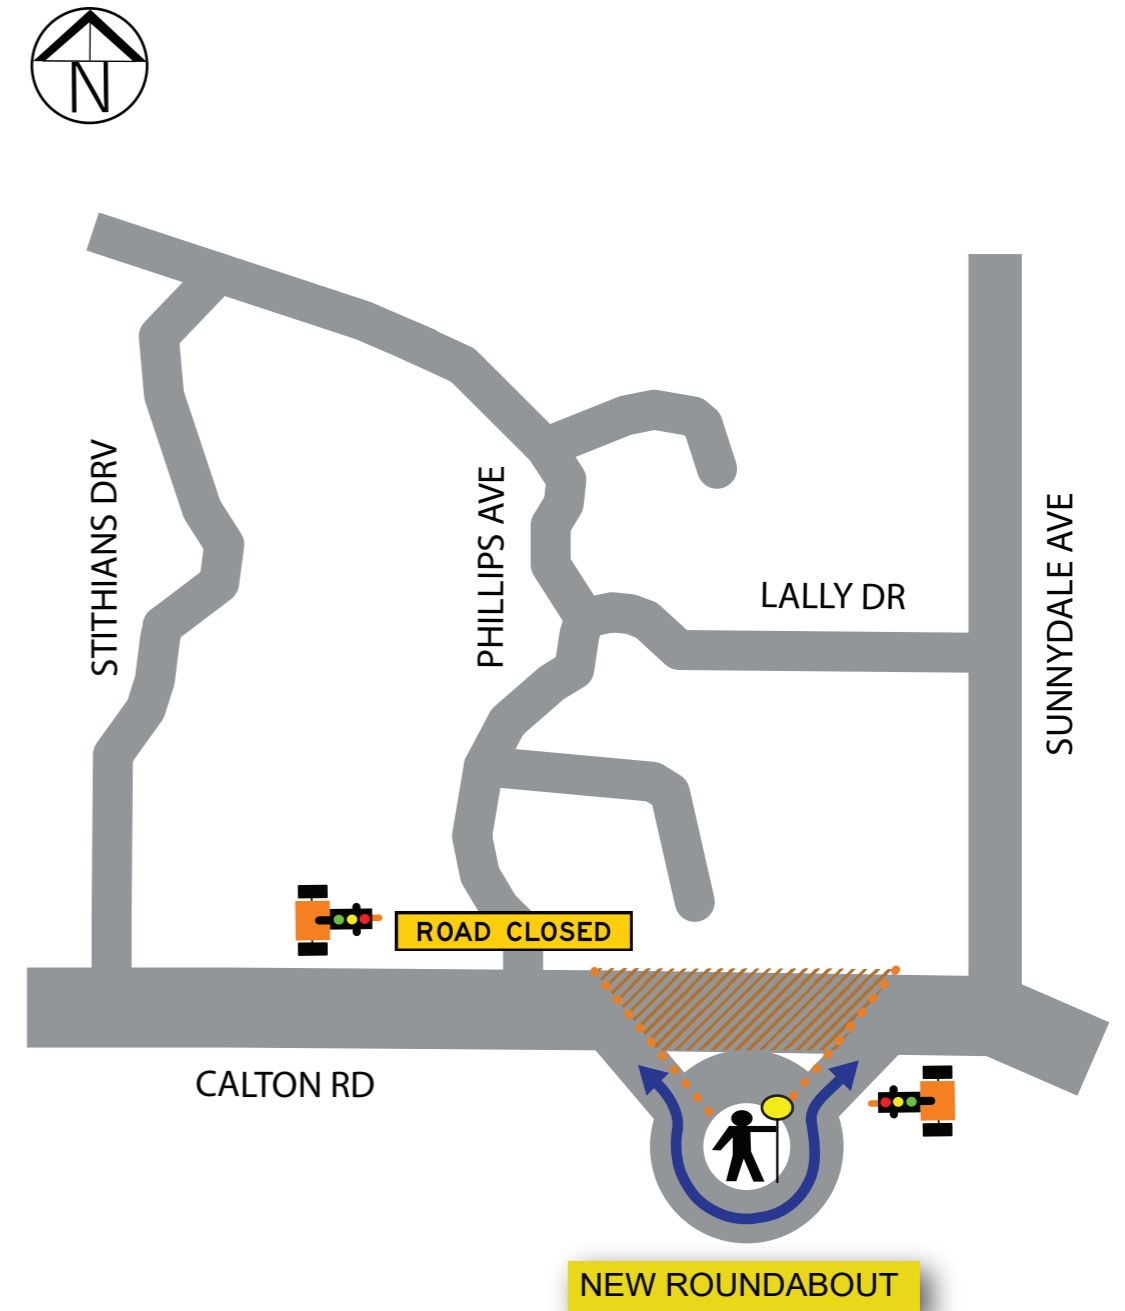 N
STITHIANS DRV
PHILLIPS AVE
LALLY DR
SUNNYDALE AVE
ROAD CLOSED
CALTON RD
NEW ROUNDABOUT